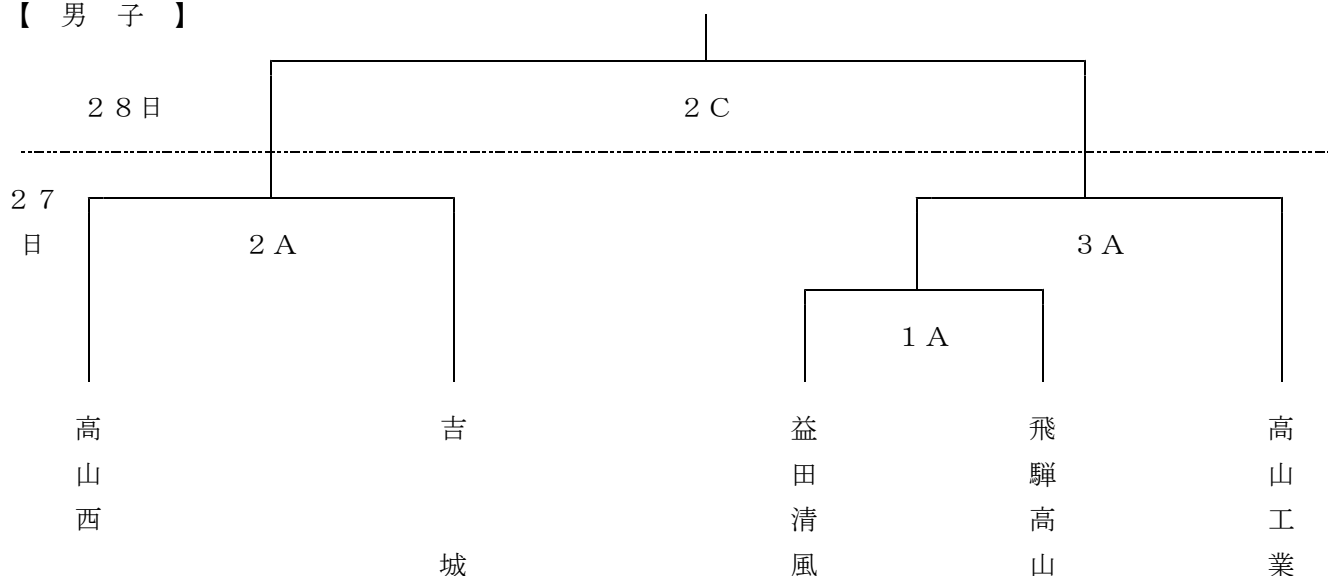 【 男 子 】
２８日
２Ｃ
２７
日
２Ａ
３Ａ
１Ａ
高山西
吉城
益田清風
飛騨高山
高山工業